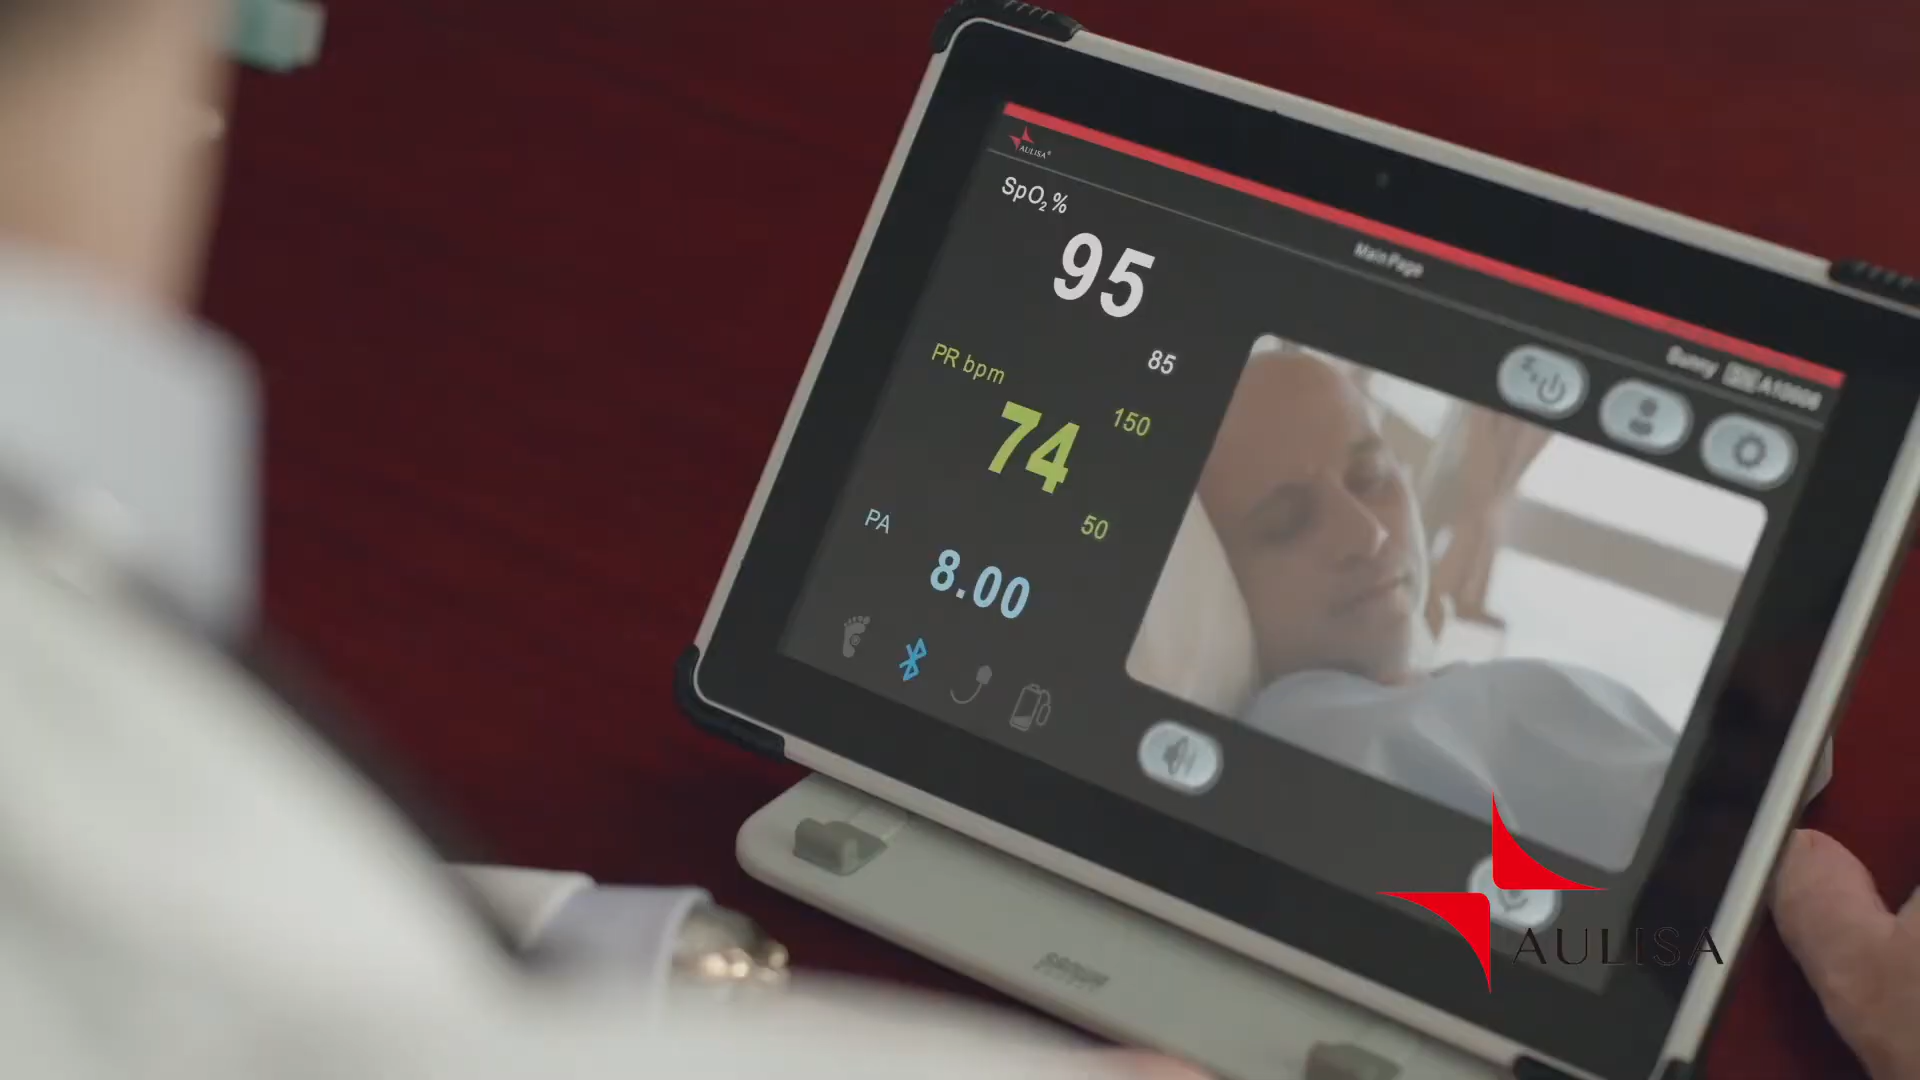 AULISA®
SpO₂ %
Main Page
95
85
PR bpm
150
74
50
PA
8.00
AULISA